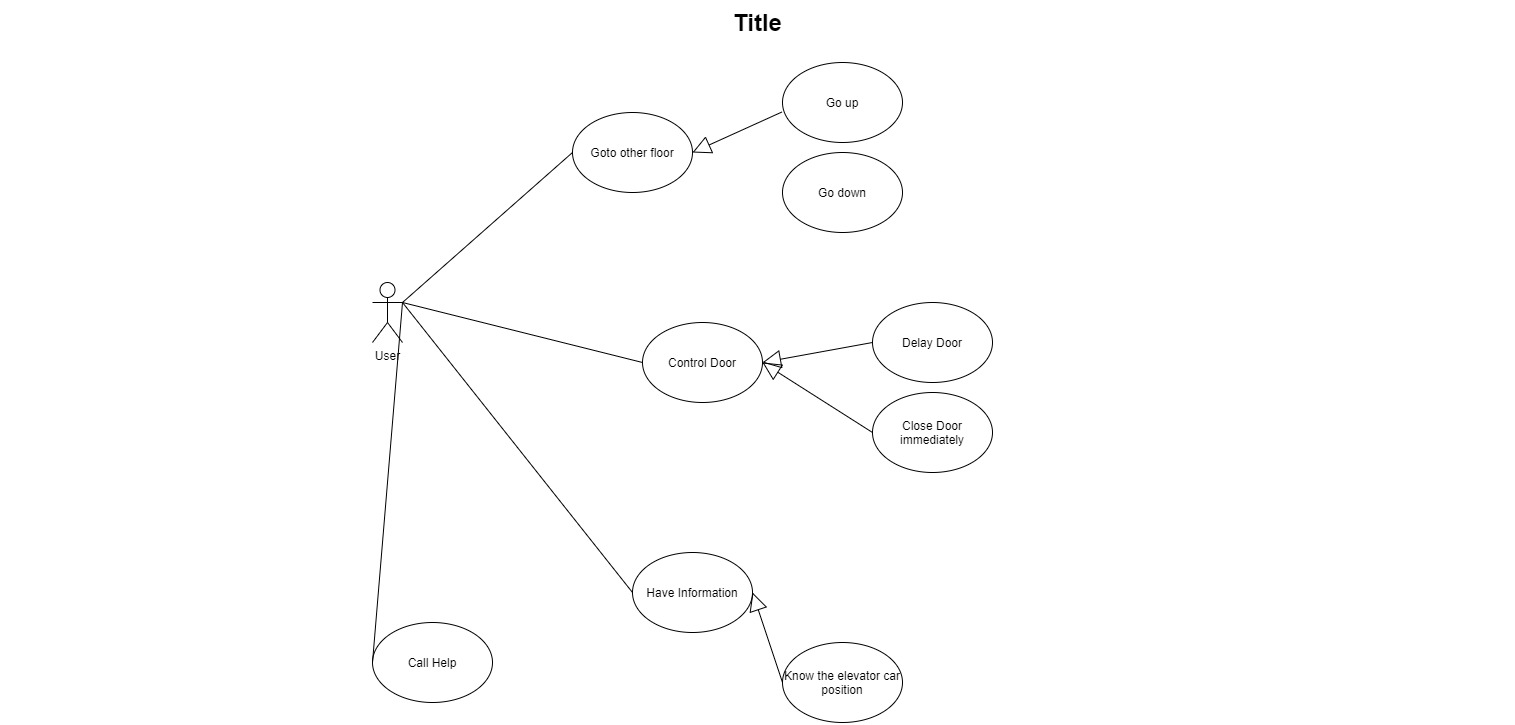 Title
Go up
Goto other floor
Go down
User
Control Door
Delay Door
Close Door
immediately
Have Information
Call Help
Know the elevator car
position